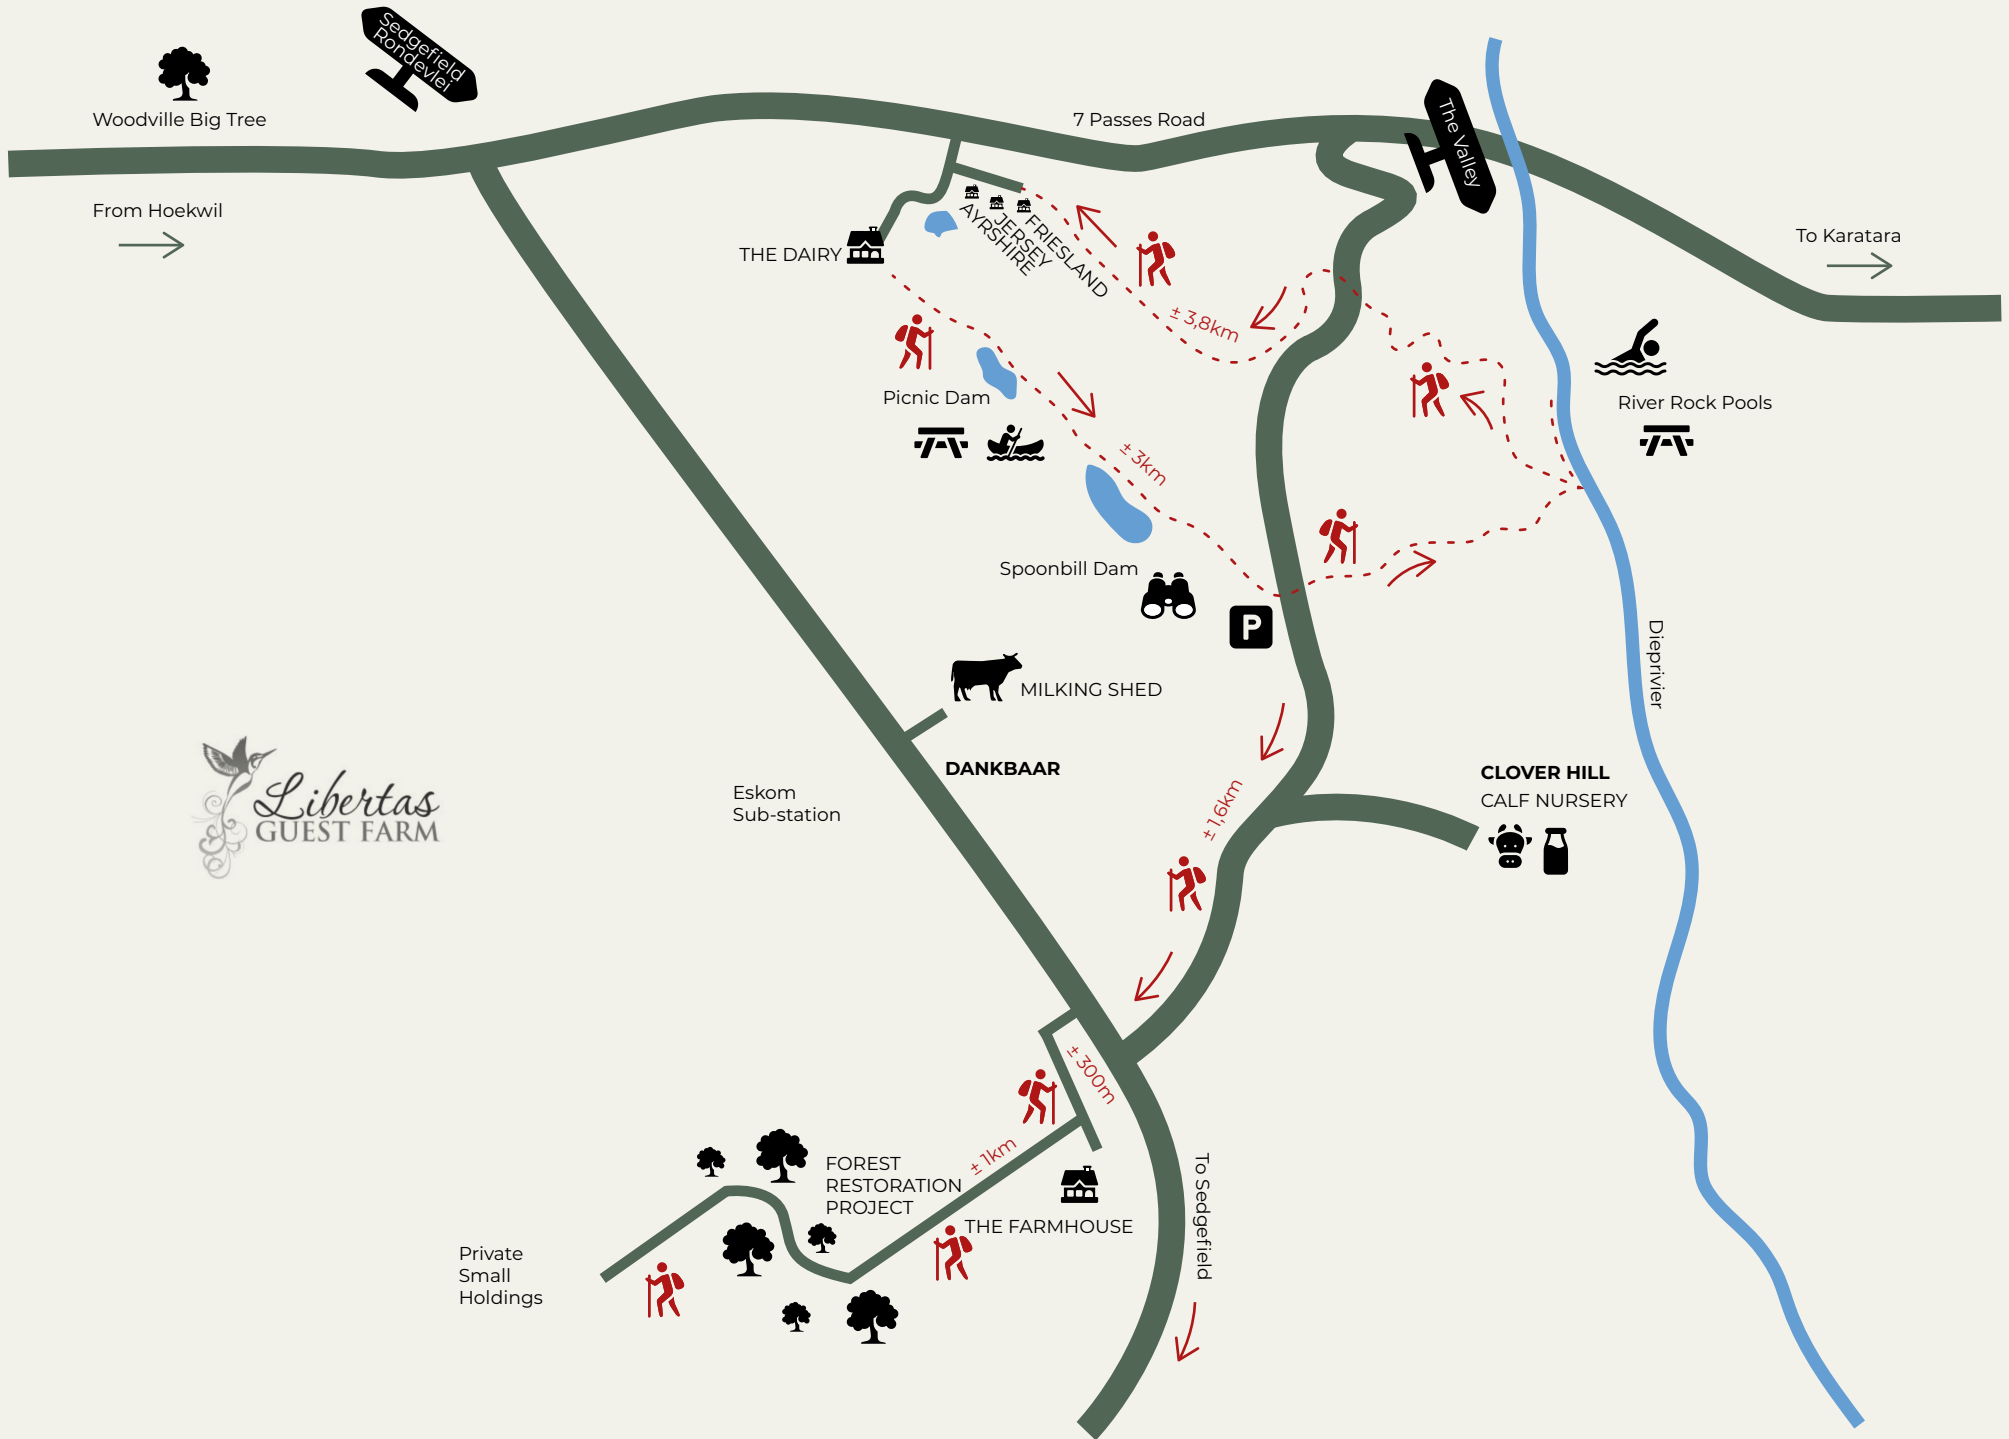 Sedgefield
Rondevlei
Woodville Big Tree
7 Passes Road
The Valley
From Hoekwil
To Karatara
THE DAIRY
AYRSHIRE
JERSEY
FRIESLAND
± 3,8km
Picnic Dam
River Rock Pools
± 3km
Spoonbill Dam
P
Dieprivier
MILKING SHED
DANKBAAR
Eskom
Sub-station
CLOVER HILL
CALF NURSERY
± 1,6km
Libertas
GUEST FARM
± 300m
± 1km
FOREST
RESTORATION
PROJECT
THE FARMHOUSE
To Sedgefield
Private
Small
Holdings